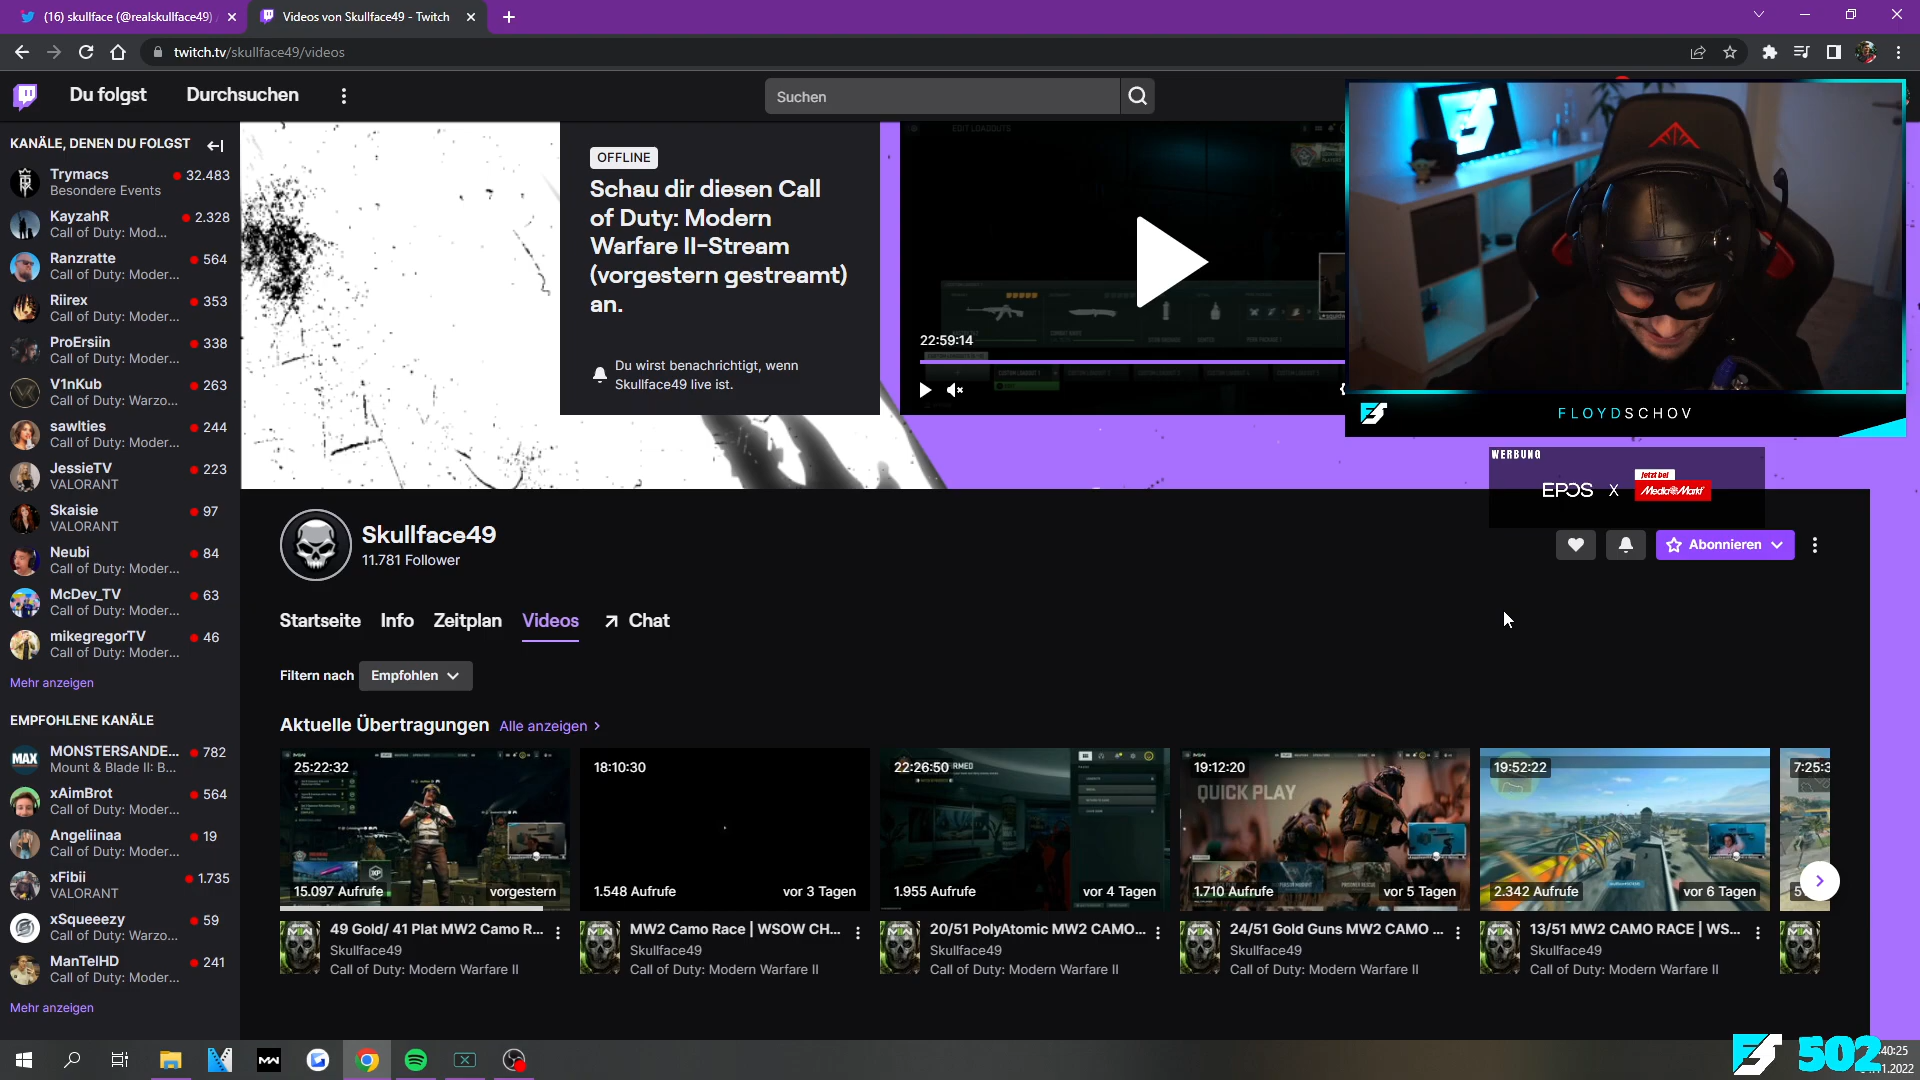 (16) skullface (@realskullface49)
Videos von Skullface49 - Twitch
twitch.tv/skullface49/videos
Du folgst
Durchsuchen
Suchen
KANÄLE, DENEN DU FOLGST
Trymacs
32.483
Besondere Events
KayzahR
2.328
Call of Duty: Mod...
Ranzratte
564
Call of Duty: Moder...
Riirex
353
Call of Duty: Moder...
ProErsiin
338
Call of Duty: Moder...
V1nKub
263
Call of Duty: Warzo...
sawlties
244
Call of Duty: Moder...
JessieTV
223
VALORANT
Skaisie
97
VALORANT
Neubi
84
Call of Duty: Moder...
McDev_TV
63
Call of Duty: Moder...
mikegregorTV
46
Call of Duty: Moder...
Mehr anzeigen
EMPFOHLENE KANÄLE
MAX
MONSTERSANDE...
782
Mount & Blade II: B...
xAimBrot
564
Call of Duty: Moder...
Angeliinaa
19
Call of Duty: Moder...
xFibii
1.735
VALORANT
xSqueeezy
59
Call of Duty: Warzo...
ManTelHD
241
Call of Duty: Moder...
Mehr anzeigen
OFFLINE
Schau dir diesen Call
of Duty: Modern
Warfare II-Stream
(vorgestern gestreamt)
an.
Du wirst benachrichtigt, wenn
Skullface49 live ist.
EDIT LOADOUTS
22:59:14
FLOYDSCHOV
WERBUNG
EPOS X
Jetzt bei
MediaMarkt
Skullface49
11.781 Follower
Abonnieren
Startseite
Info
Zeitplan
Videos
Chat
Filtern nach
Empfohlen
Aktuelle Übertragungen
Alle anzeigen
25:22:32
15.097 Aufrufe
vorgestern
49 Gold/ 41 Plat MW2 Camo R...
Skullface49
Call of Duty: Modern Warfare II
18:10:30
1.548 Aufrufe
vor 3 Tagen
MW2 Camo Race | WSOW CH...
Skullface49
Call of Duty: Modern Warfare II
22:26:50
1.955 Aufrufe
vor 4 Tagen
20/51 PolyAtomic MW2 CAMO...
Skullface49
Call of Duty: Modern Warfare II
19:12:20
QUICK PLAY
1.710 Aufrufe
vor 5 Tagen
24/51 Gold Guns MW2 CAMO ...
Skullface49
Call of Duty: Modern Warfare II
19:52:22
2.342 Aufrufe
vor 6 Tagen
13/51 MW2 CAMO RACE | WS...
Skullface49
Call of Duty: Modern Warfare II
7:25:3
502
40:25
11.2022